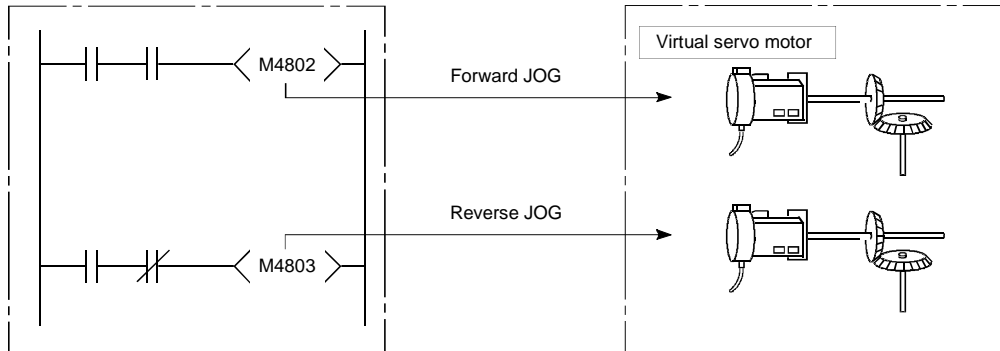 Virtual servo motor
M4802
Forward JOG
Reverse JOG
M4803